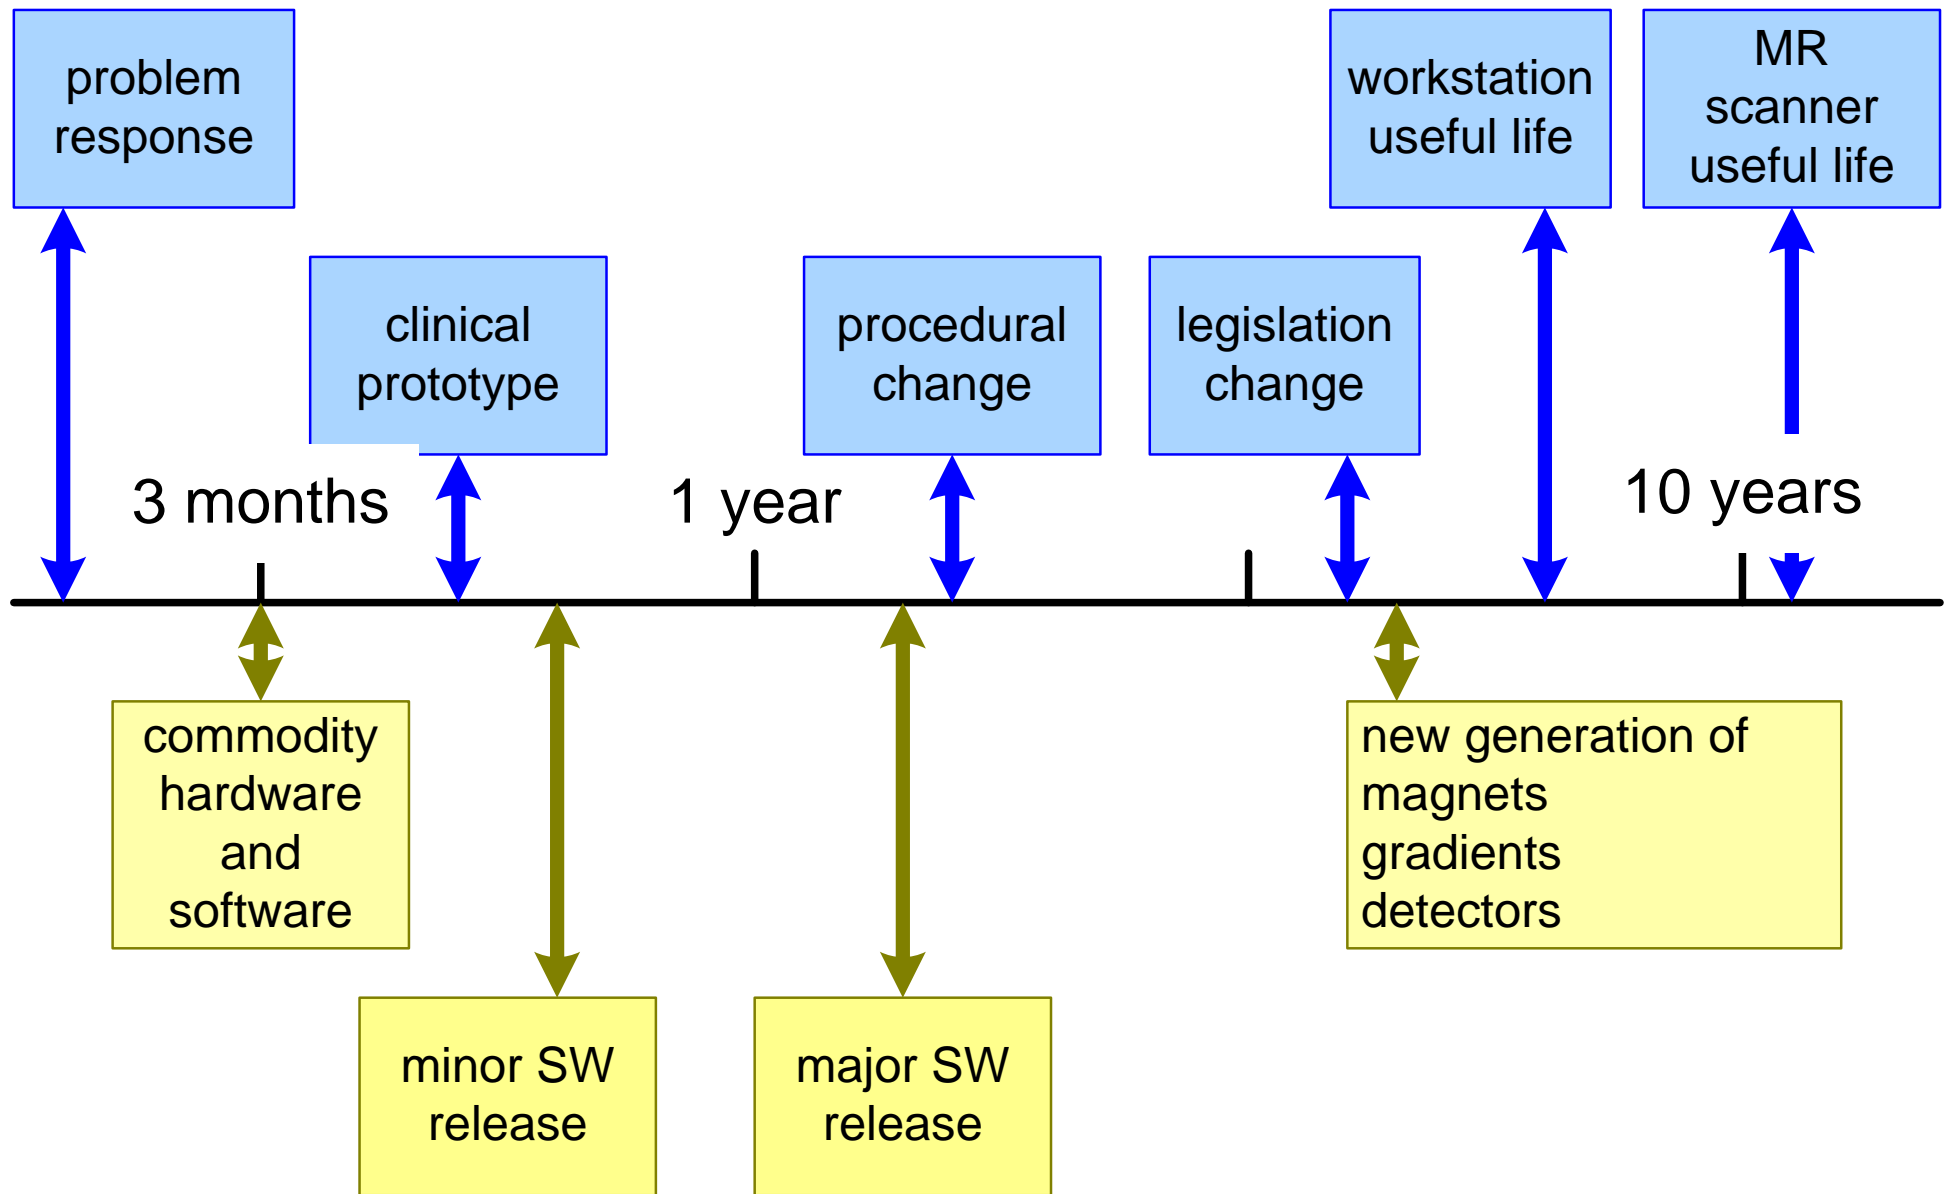 problem
response
workstation
useful life
MR
scanner
useful life
clinical
prototype
procedural
change
legislation
change
3 months
1 year
10 years
commodity
hardware
and
software
new generation of
magnets
gradients
detectors
minor SW
release
major SW
release